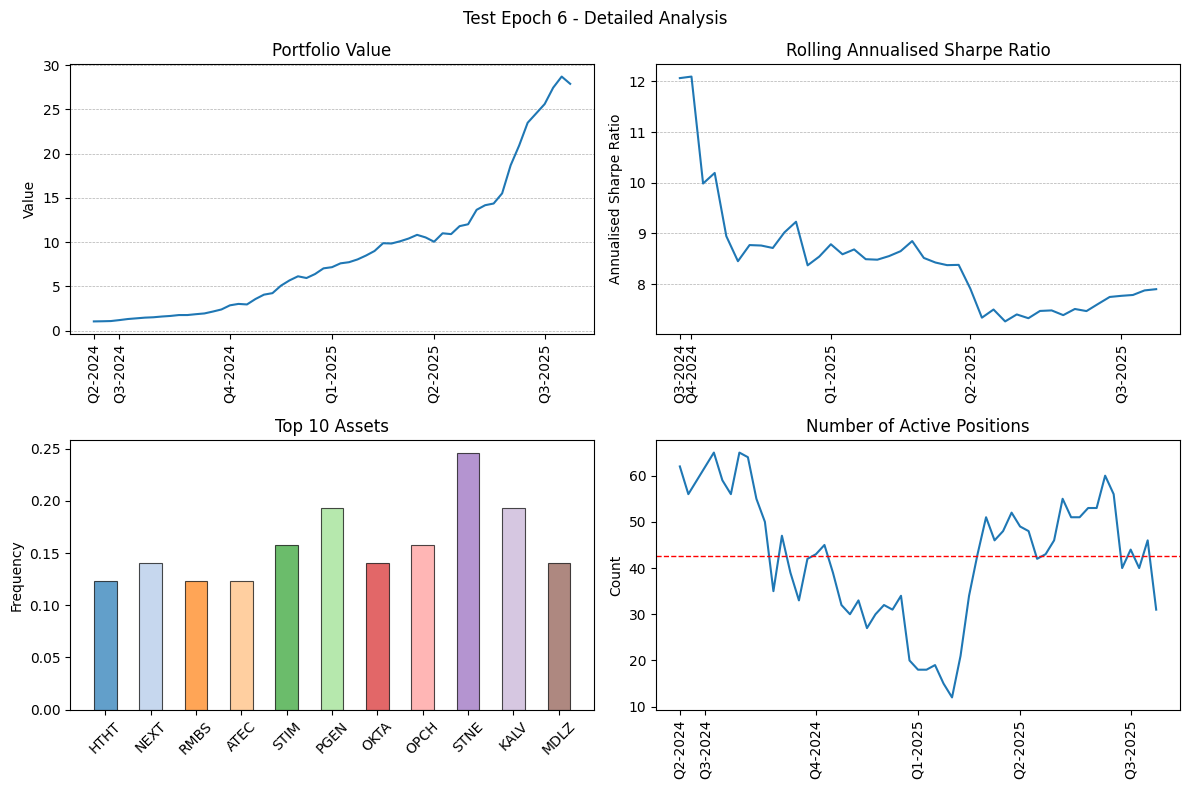 Test Epoch 6 - Detailed Analysis
Portfolio Value
Value
30
25
20
15
10
5
0
Q2-2024
Q3-2024
Q4-2024
Q1-2025
Q2-2025
Q3-2025
Rolling Annualised Sharpe Ratio
Annualised Sharpe Ratio
12
11
10
9
8
Q3-2024
Q4-2024
Q1-2025
Q2-2025
Q3-2025
Top 10 Assets
Frequency
0.25
0.20
0.15
0.10
0.05
0.00
HTHT
NEXT
RMBS
ATEC
STIM
PGEN
OKTA
OPCH
STNE
KALV
MDLZ
Number of Active Positions
Count
60
50
40
30
20
10
Q2-2024
Q3-2024
Q4-2024
Q1-2025
Q2-2025
Q3-2025